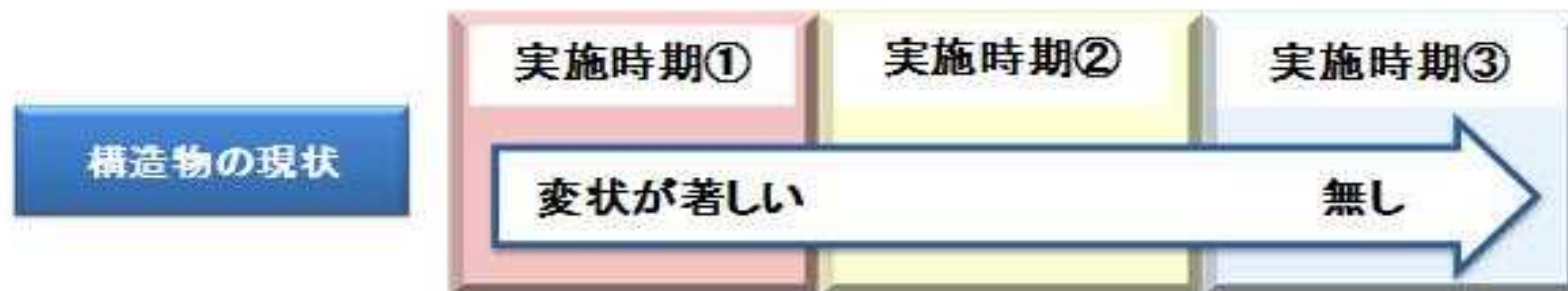 実施時期①
実施時期②
実施時期③
構造物の現状
変状が著しい
無し